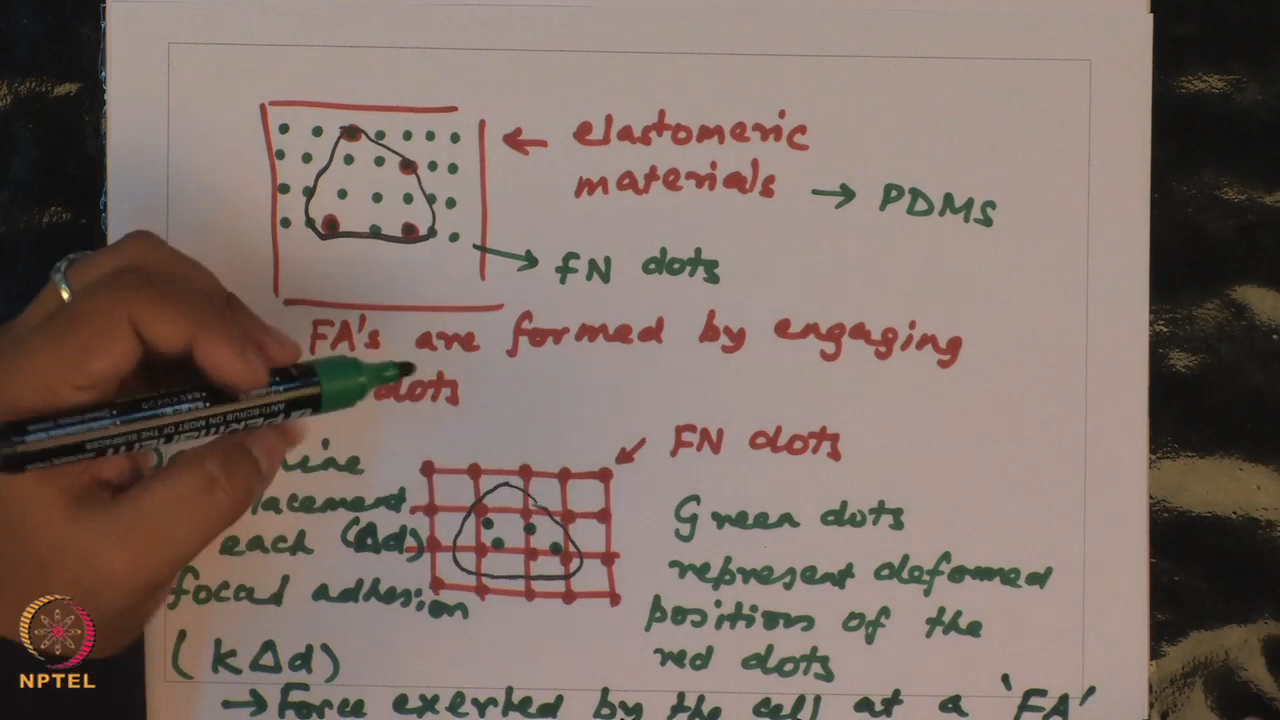 ← elastomeric
materials → PDMS
→ fN dots
FA's are formed by engaging
dots
← FN dots
each (Δd)
focal adhesion
(kΔd)
Green dots
represent deformed
positions of the
red dots
→ Force exerted by the cell at a 'FA'
NPTEL